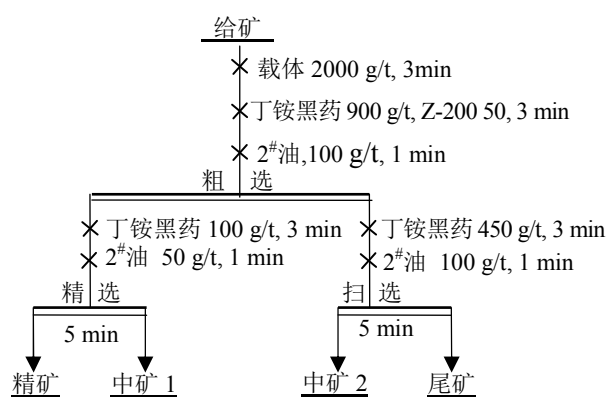 给矿
载体 2000 g/t, 3min
丁铵黑药 900 g/t, Z-200 50, 3 min
2#油,100 g/t, 1 min
粗 选
丁铵黑药 100 g/t, 3 min
2#油 50 g/t, 1 min
丁铵黑药 450 g/t, 3 min
2#油 100 g/t, 1 min
精 选
5 min
扫 选
5 min
精矿
中矿 1
中矿 2
尾矿